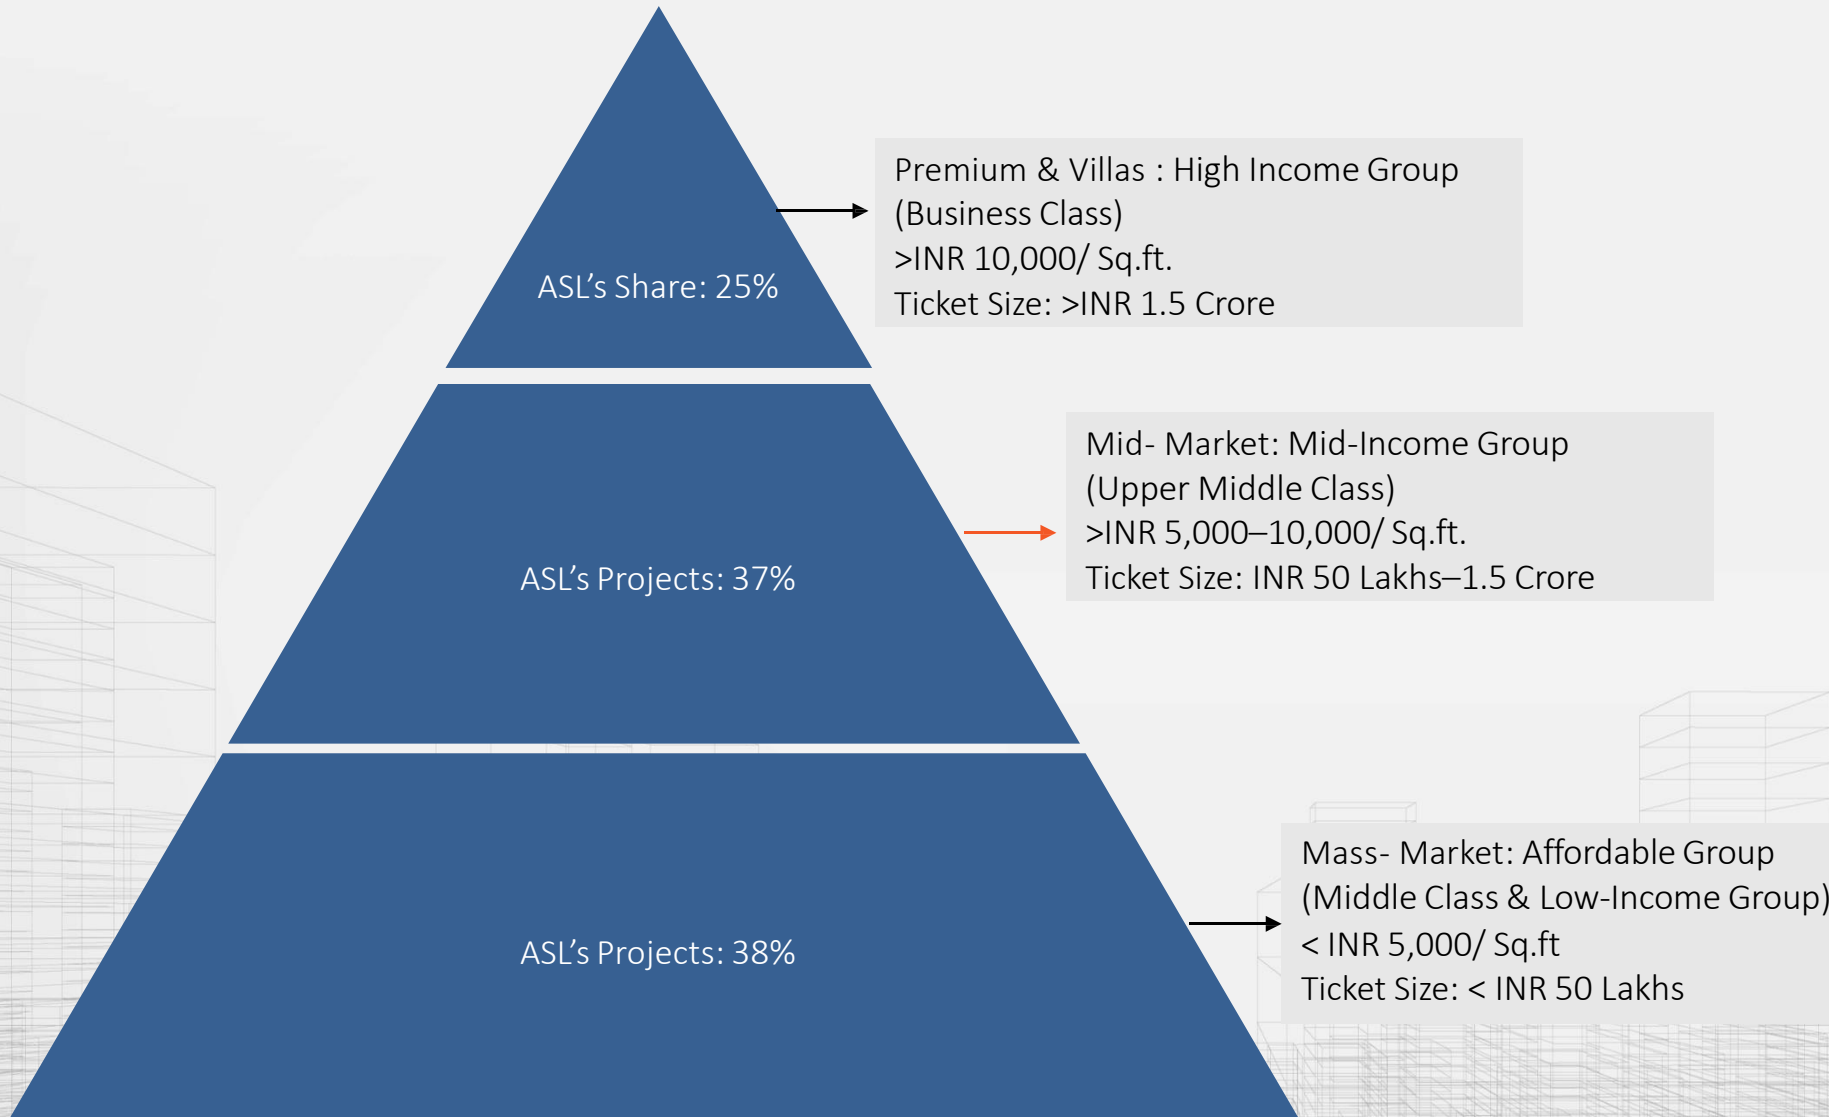 Premium & Villas : High Income Group
(Business Class)
>INR 10,000/ Sq.ft.
Ticket Size: >INR 1.5 Crore
ASL’s Share: 25%
Mid- Market: Mid-Income Group
(Upper Middle Class)
>INR 5,000–10,000/ Sq.ft.
Ticket Size: INR 50 Lakhs–1.5 Crore
ASL’s Projects: 37%
Mass- Market: Affordable Group
(Middle Class & Low-Income Group)
< INR 5,000/ Sq.ft
Ticket Size: < INR 50 Lakhs
ASL’s Projects: 38%